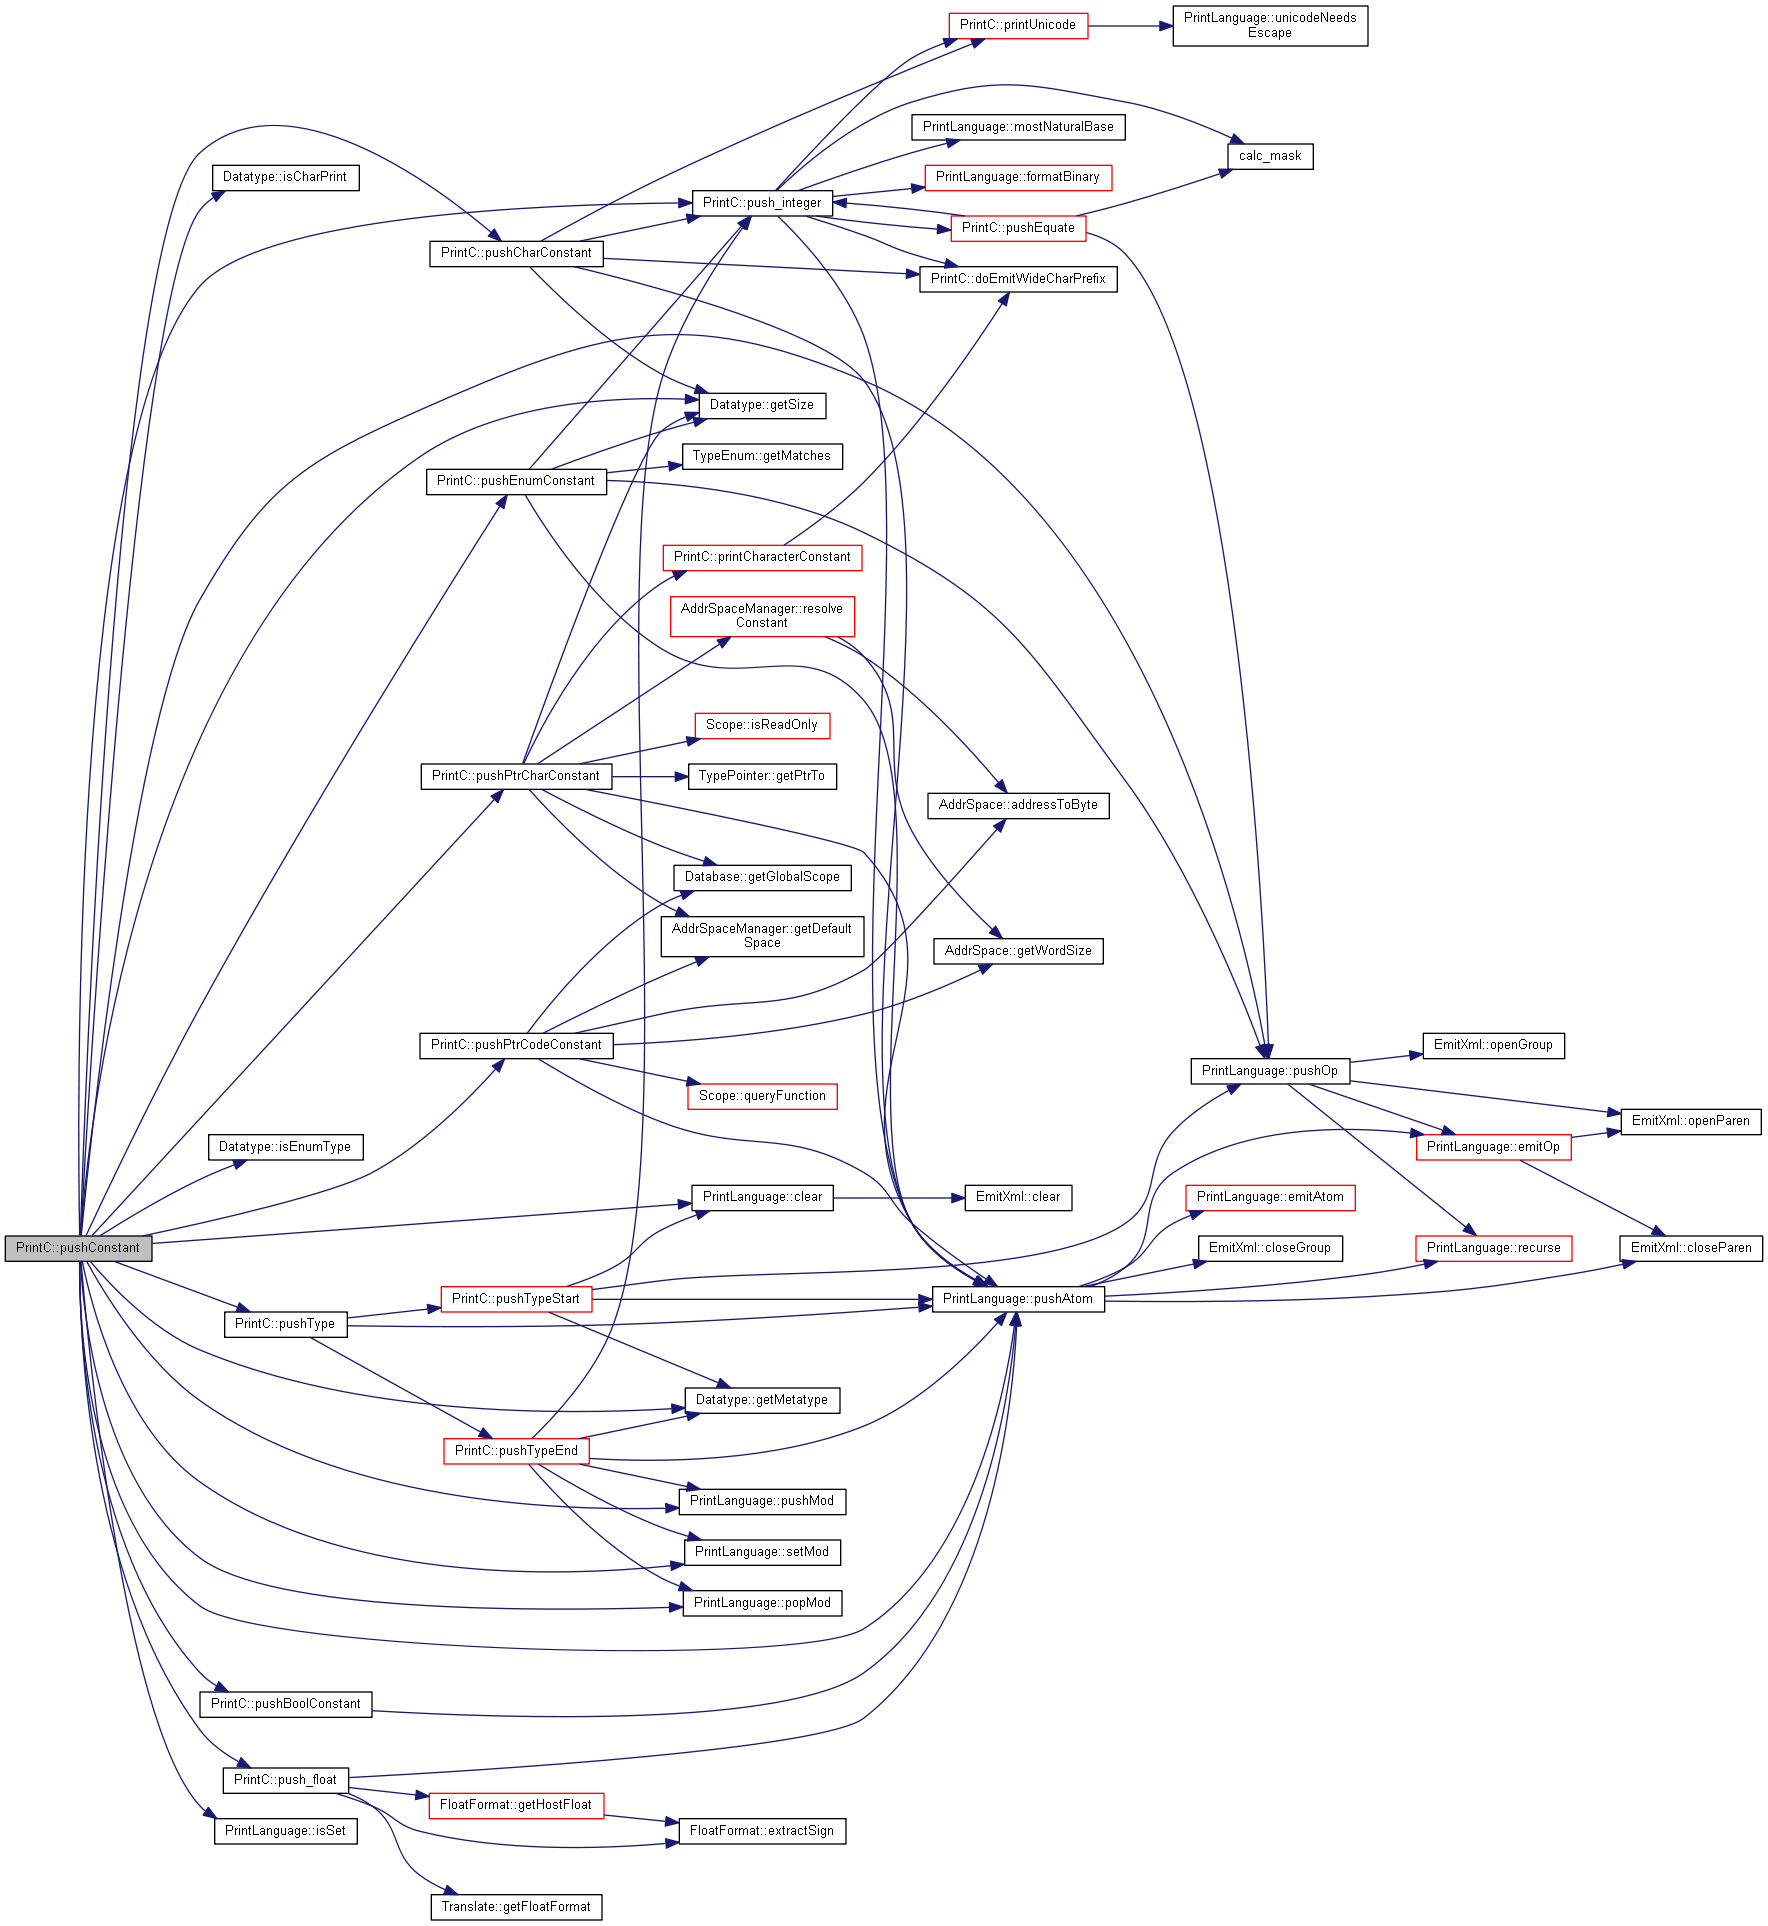 PrintC::printUnicode
PrintLanguage::unicodeNeeds
Escape
PrintLanguage::mostNaturalBase
calc_mask
Datatype::isCharPrint
PrintLanguage::formatBinary
PrintC::push_integer
PrintC::pushEquate
PrintC::pushCharConstant
PrintC::doEmitWideCharPrefix
Datatype::getSize
TypeEnum::getMatches
PrintC::pushEnumConstant
PrintC::printCharacterConstant
AddrSpaceManager::resolve
Constant
Scope::isReadOnly
PrintC::pushPtrCharConstant
TypePointer::getPtrTo
AddrSpace::addressToByte
Database::getGlobalScope
AddrSpaceManager::getDefault
Space
AddrSpace::getWordSize
PrintC::pushPtrCodeConstant
EmitXml::openGroup
PrintLanguage::pushOp
Scope::queryFunction
EmitXml::openParen
Datatype::isEnumType
PrintLanguage::emitOp
PrintLanguage::clear
EmitXml::clear
PrintLanguage::emitAtom
PrintC::pushConstant
EmitXml::closeGroup
PrintLanguage::recurse
EmitXml::closeParen
PrintC::pushTypeStart
PrintLanguage::pushAtom
PrintC::pushType
Datatype::getMetatype
PrintC::pushTypeEnd
PrintLanguage::pushMod
PrintLanguage::setMod
PrintLanguage::popMod
PrintC::pushBoolConstant
PrintC::push_float
FloatFormat::getHostFloat
PrintLanguage::isSet
FloatFormat::extractSign
Translate::getFloatFormat